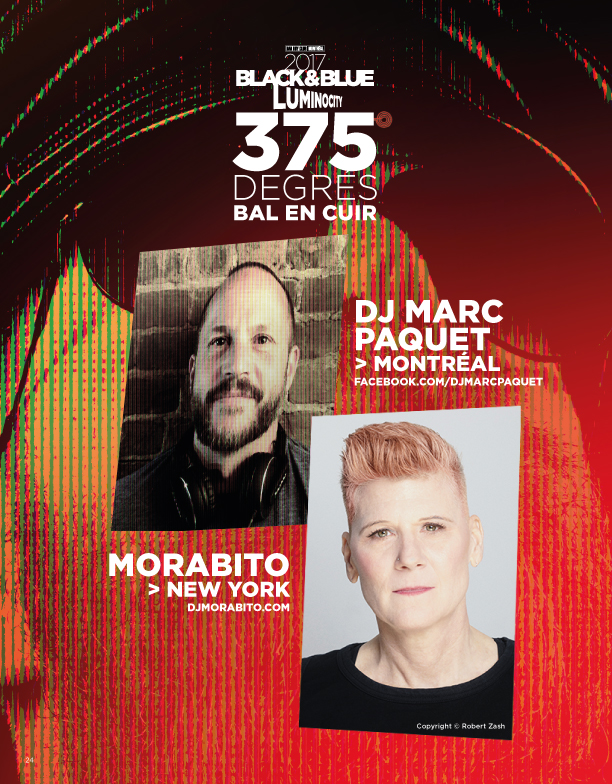 2017
BLACK&BLUE
LUMINOCITY
375°
DEGRÉS
BAL EN CUIR
DJ MARC
PAQUET
> MONTRÉAL
FACEBOOK.COM/DJMARCPAQUET
MORABITO
> NEW YORK
DJMORABITO.COM
Copyright © Robert Zash
24